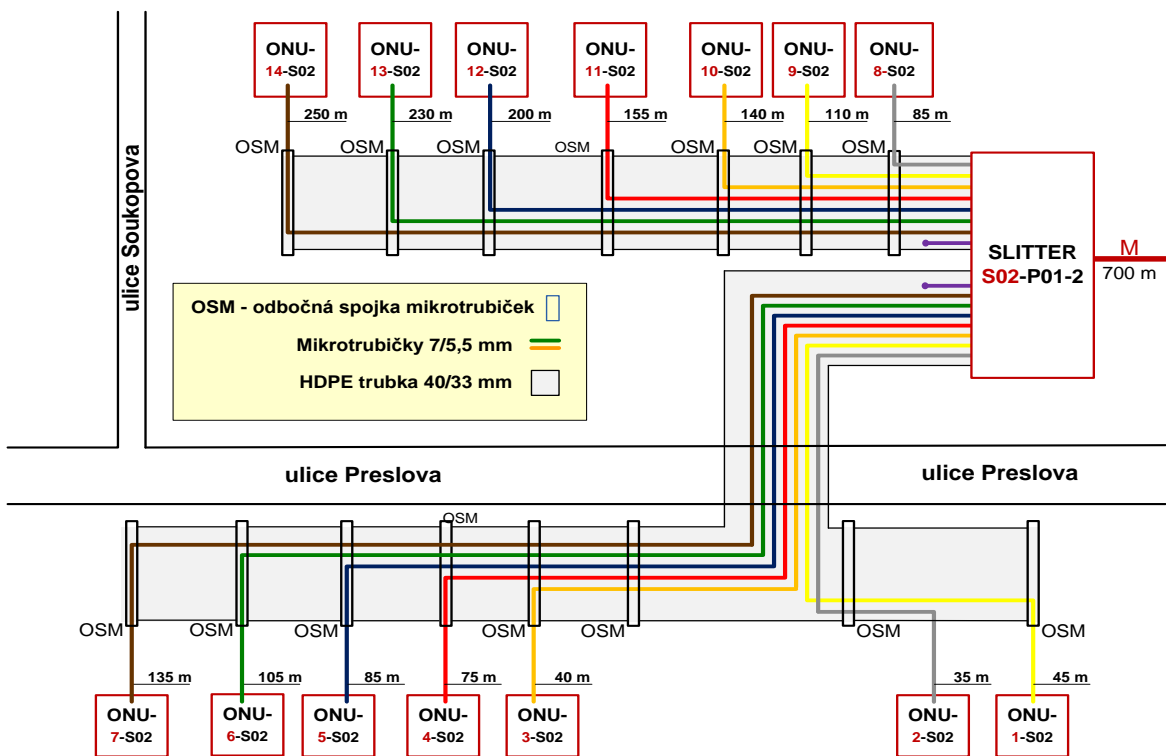 ONU-
14-S02
ONU-
13-S02
ONU-
12-S02
ONU-
11-S02
ONU-
10-S02
ONU-
9-S02
ONU-
8-S02
250 m
230 m
200 m
155 m
140 m
110 m
85 m
OSM
OSM
OSM
OSM
OSM
OSM
OSM
ulice Soukopova
SLITTER
S02-P01-2
M
700 m
OSM - odbočná spojka mikrotrubiček
Mikrotrubičky 7/5,5 mm
HDPE trubka 40/33 mm
ulice Preslova
ulice Preslova
OSM
OSM
OSM
OSM
OSM
OSM
OSM
135 m
105 m
85 m
75 m
40 m
35 m
45 m
ONU-
7-S02
ONU-
6-S02
ONU-
5-S02
ONU-
4-S02
ONU-
3-S02
ONU-
2-S02
ONU-
1-S02